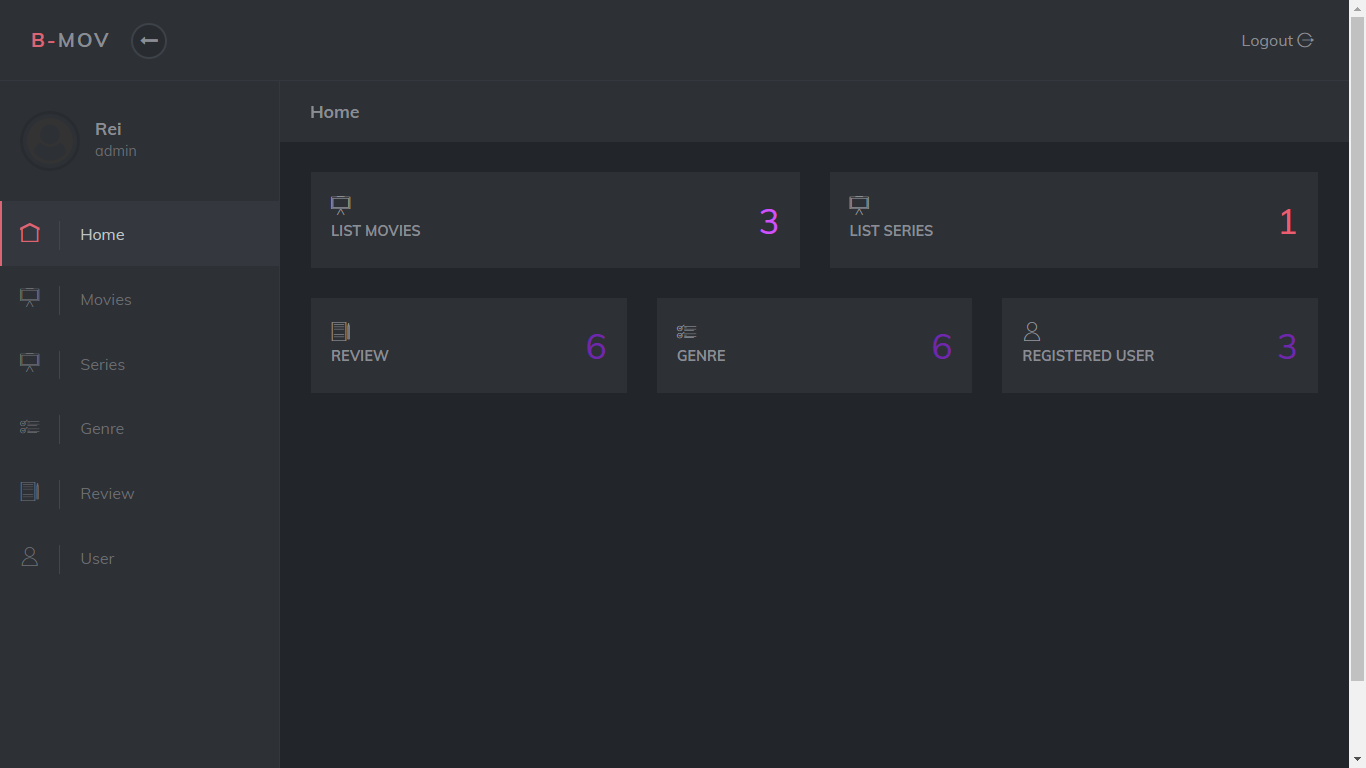 B-MOV
Logout
Rei
admin
Home
Movies
Series
Genre
Review
User
Home
LIST MOVIES
3
LIST SERIES
1
REVIEW
6
GENRE
6
REGISTERED USER
3